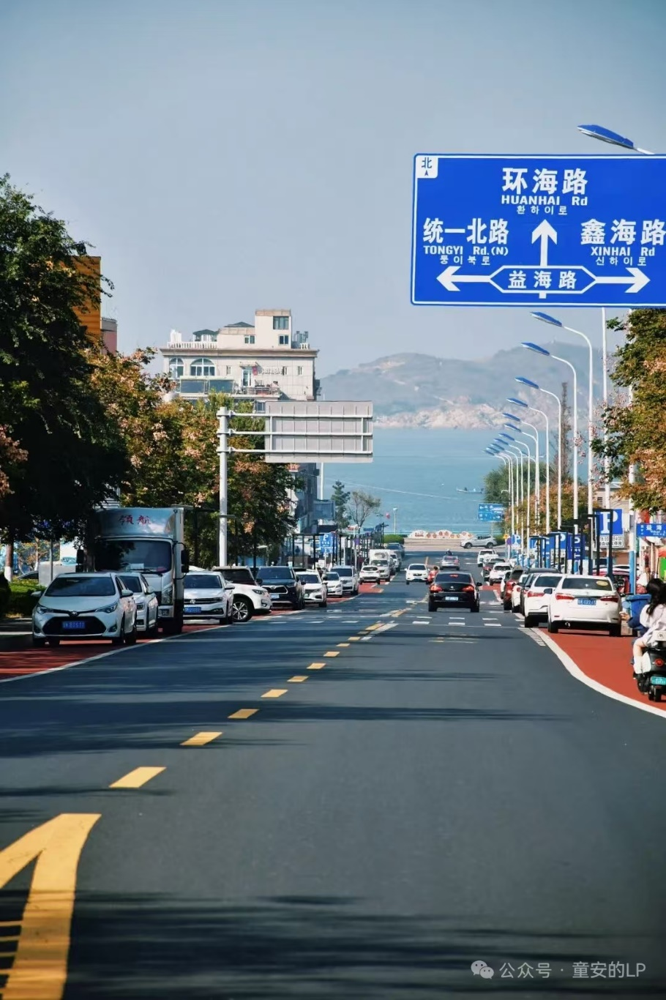 北
环海路
HUANHAI Rd
환하이로
统一北路
TONGYI Rd.(N)
통이북로
鑫海路
XINHAI Rd
신하이로
益海路
领航
P
公众号 · 童安的LP